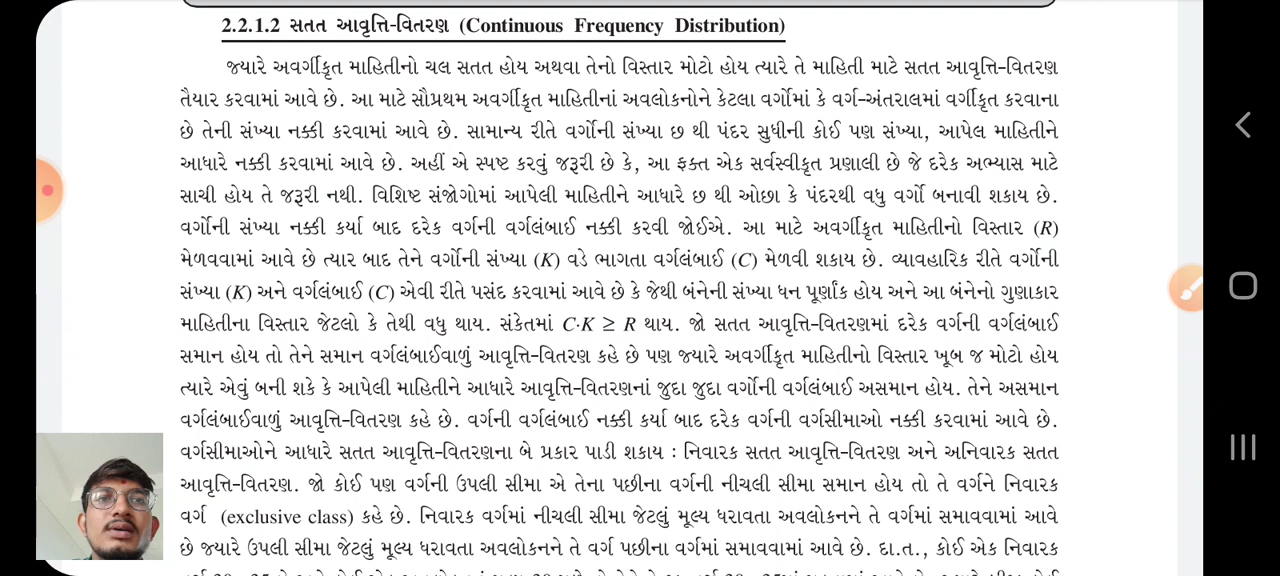 2.2.1.2 સતત આવૃત્તિ-વિતરણ (Continuous Frequency Distribution)
જ્યારે અવર્ગીકૃત માહિતીનો ચલ સતત હોય અથવા તેનો વિસ્તાર મોટો હોય ત્યારે તે માહિતી માટે સતત આવૃત્તિ-વિતરણ
તૈયાર કરવામાં આવે છે. આ માટે સૌપ્રથમ અવર્ગીકૃત માહિતીનાં અવલોકનોને કેટલા વર્ગોમાં કે વર્ગ-અંતરાલમાં વર્ગીકૃત કરવાના
છે તેની સંખ્યા નક્કી કરવામાં આવે છે. સામાન્ય રીતે વર્ગોની સંખ્યા છ થી પંદર સુધીની કોઈ પણ સંખ્યા, આપેલ માહિતીને
આધારે નક્કી કરવામાં આવે છે. અહીં એ સ્પષ્ટ કરવું જરૂરી છે કે, આ ફક્ત એક સર્વસ્વીકૃત પ્રણાલી છે જે દરેક અભ્યાસ માટે
સાચી હોય તે જરૂરી નથી. વિશિષ્ટ સંજોગોમાં આપેલી માહિતીને આધારે છ થી ઓછા કે પંદરથી વધુ વર્ગો બનાવી શકાય છે.
વર્ગોની સંખ્યા નક્કી કર્યા બાદ દરેક વર્ગની વર્ગલંબાઈ નક્કી કરવી જોઈએ. આ માટે અવર્ગીકૃત માહિતીનો વિસ્તાર (R)
મેળવવામાં આવે છે ત્યાર બાદ તેને વર્ગોની સંખ્યા (K) વડે ભાગતા વર્ગલંબાઈ (C) મેળવી શકાય છે. વ્યાવહારિક રીતે વર્ગોની
સંખ્યા (K) અને વર્ગલંબાઈ (C) એવી રીતે પસંદ કરવામાં આવે છે કે જેથી બંનેની સંખ્યા ધન પૂર્ણાંક હોય અને આ બંનેનો ગુણાકાર
માહિતીના વિસ્તાર જેટલો કે તેથી વધુ થાય. સંકેતમાં C·K ≥ R થાય. જો સતત આવૃત્તિ-વિતરણમાં દરેક વર્ગની વર્ગલંબાઈ
સમાન હોય તો તેને સમાન વર્ગલંબાઈવાળું આવૃત્તિ-વિતરણ કહે છે પણ જ્યારે અવર્ગીકૃત માહિતીનો વિસ્તાર ખૂબ જ મોટો હોય
ત્યારે એવું બની શકે કે આપેલી માહિતીને આધારે આવૃત્તિ-વિતરણનાં જુદા જુદા વર્ગોની વર્ગલંબાઈ અસમાન હોય. તેને અસમાન
વર્ગલંબાઈવાળું આવૃત્તિ-વિતરણ કહે છે. વર્ગની વર્ગલંબાઈ નક્કી કર્યા બાદ દરેક વર્ગની વર્ગસીમાઓ નક્કી કરવામાં આવે છે.
વર્ગસીમાઓને આધારે સતત આવૃત્તિ-વિતરણના બે પ્રકાર પાડી શકાય : નિવારક સતત આવૃત્તિ-વિતરણ અને અનિવારક સતત
આવૃત્તિ-વિતરણ. જો કોઈ પણ વર્ગની ઉપલી સીમા એ તેના પછીના વર્ગની નીચલી સીમા સમાન હોય તો તે વર્ગને નિવારક
વર્ગ (exclusive class) કહે છે. નિવારક વર્ગમાં નીચલી સીમા જેટલું મૂલ્ય ધરાવતા અવલોકનને તે વર્ગમાં સમાવવામાં આવે
છે જ્યારે ઉપલી સીમા જેટલું મૂલ્ય ધરાવતા અવલોકનને તે વર્ગ પછીના વર્ગમાં સમાવવામાં આવે છે. દા.ત., કોઈ એક નિવારક